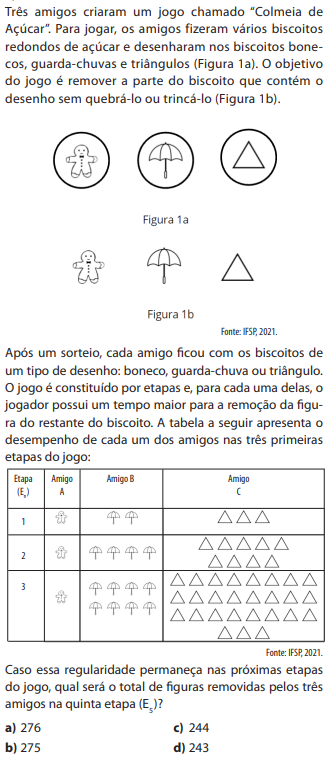 Três amigos criaram um jogo chamado “Colmeia de
Açúcar”. Para jogar, os amigos fizeram vários biscoitos
redondos de açúcar e desenharam nos biscoitos bone-
cos, guarda-chuvas e triângulos (Figura 1a). O objetivo
do jogo é remover a parte do biscoito que contém o
desenho sem quebrá-lo ou trincá-lo (Figura 1b).
Figura 1a
Figura 1b
Fonte: IFSP, 2021.
Após um sorteio, cada amigo ficou com os biscoitos de
um tipo de desenho: boneco, guarda-chuva ou triângulo.
O jogo é constituído por etapas e, para cada uma delas, o
jogador possui um tempo maior para a remoção da figu-
ra do restante do biscoito. A tabela a seguir apresenta o
desempenho de cada um dos amigos nas três primeiras
etapas do jogo:
Etapa (Eₙ) Amigo A Amigo B Amigo C
1
2
3
Fonte: IFSP, 2021.
Caso essa regularidade permaneça nas próximas etapas
do jogo, qual será o total de figuras removidas pelos três
amigos na quinta etapa (E₅)?
a) 276 c) 244
b) 275 d) 243